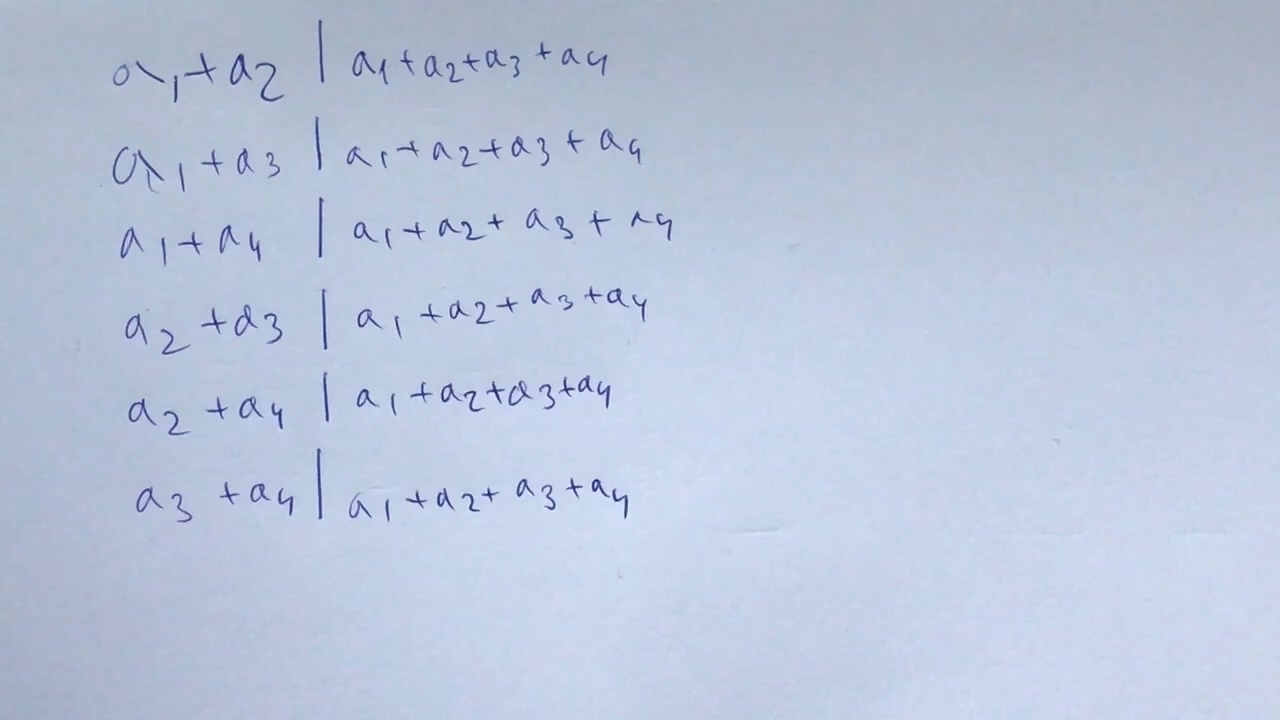 a₁+a₂ | a₁+a₂+a₃+a₄
a₁+a₃ | a₁+a₂+a₃+a₄
a₁+a₄ | a₁+a₂+a₃+a₄
a₂+a₃ | a₁+a₂+a₃+a₄
a₂+a₄ | a₁+a₂+a₃+a₄
a₃+a₄ | a₁+a₂+a₃+a₄